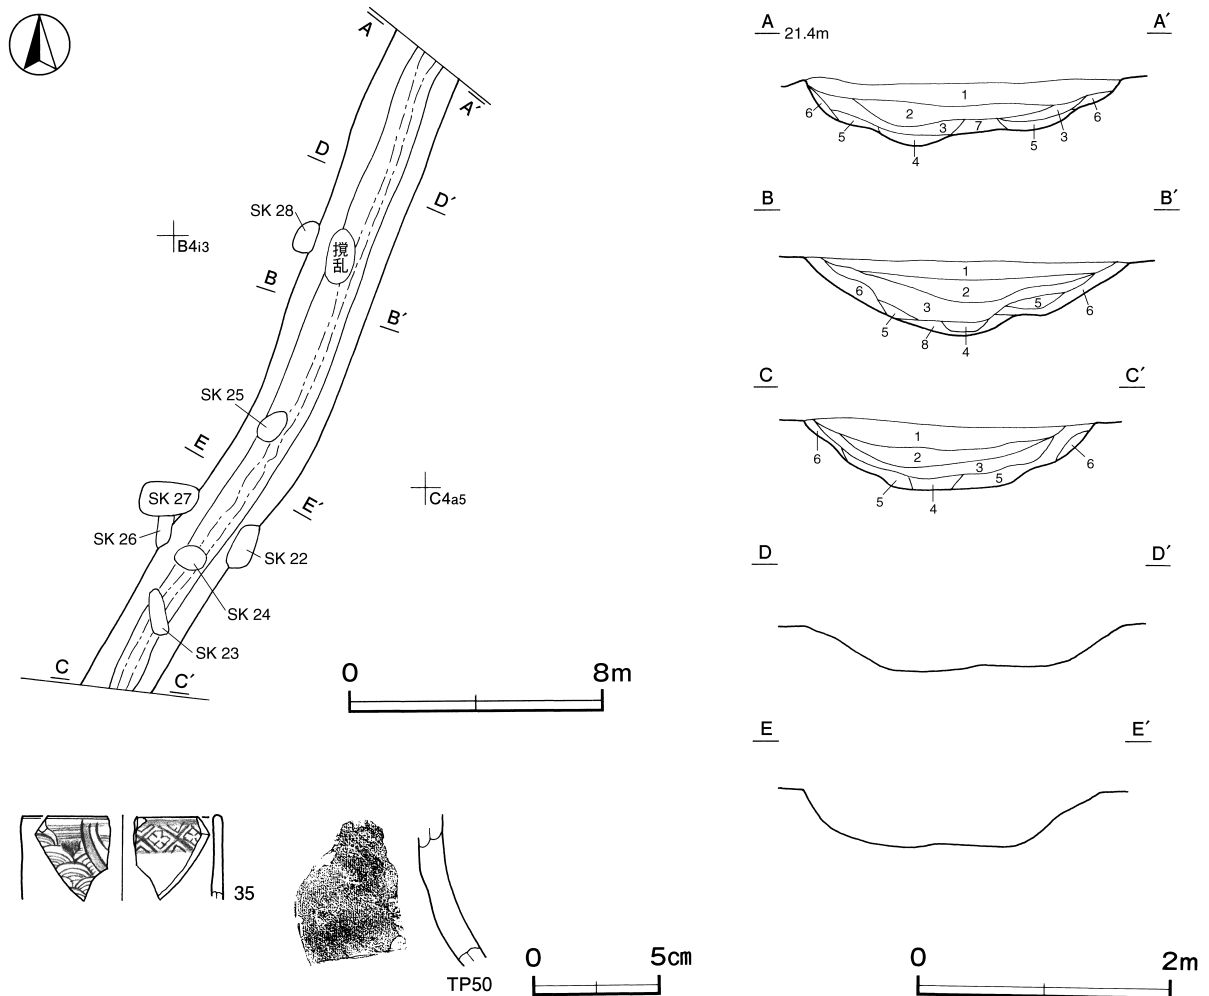 A
A′
D
D′
SK 28
B4i3
撹乱
B
B′
SK 25
E
E′
C4a5
SK 27
SK 26
SK 22
SK 24
SK 23
C
C′
0 8m
A 21.4m A′
1
2
3 7
6 5 4 5 3 6
B B′
1
2
6 3 5 6
5 8 4
C C′
1
2
3
6 5 6
5 4
D D′
E E′
35
TP50
0 5cm
0 2m